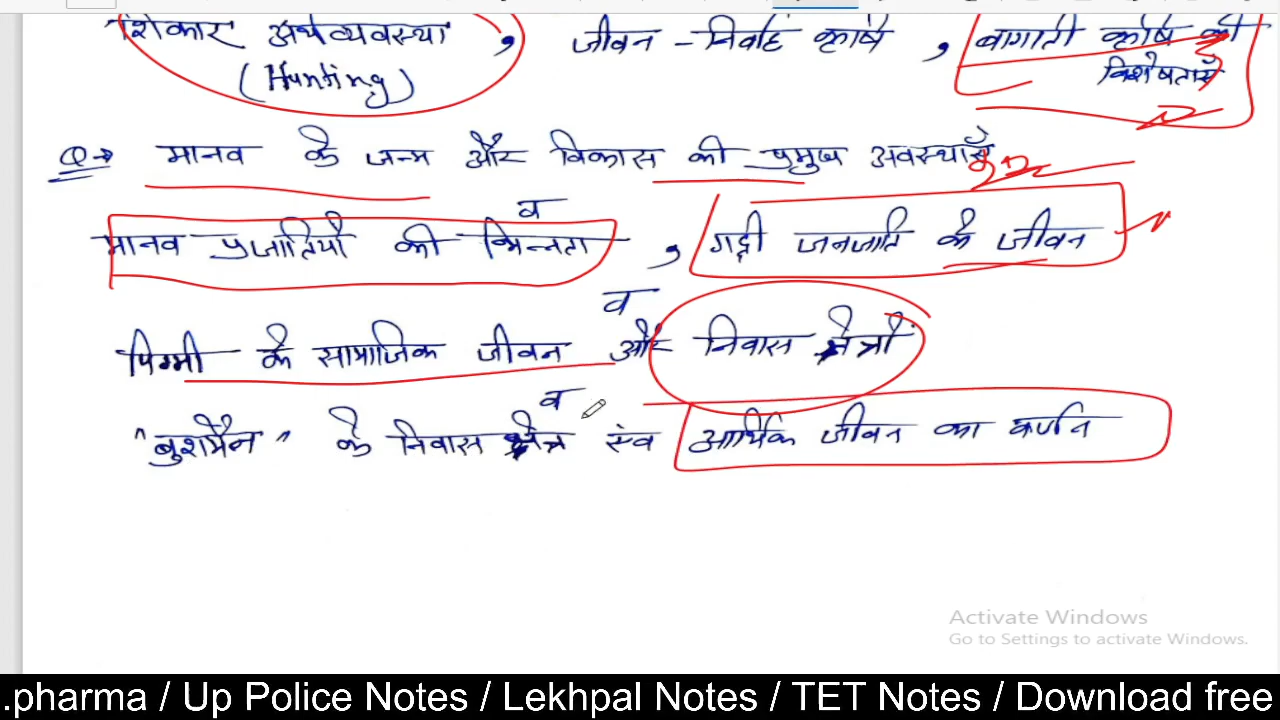 शिकार अर्थव्यवस्था , जीवन - निर्वाह कृषि , बागाती कृषि की
(Hunting) विशेषताएँ
Q→ मानव के जन्म और विकास की प्रमुख अवस्थाएँ
व
मानव प्रजातियों की भिन्नता , गद्दी जनजाति के जीवन
व
पिग्मी के सामाजिक जीवन और निवास क्षेत्रों
व
"बुशमैन" के निवास क्षेत्र एंव आर्थिक जीवन का वर्णन
Activate Windows
Go to Settings to activate Windows.
.pharma / Up Police Notes / Lekhpal Notes / TET Notes / Download free